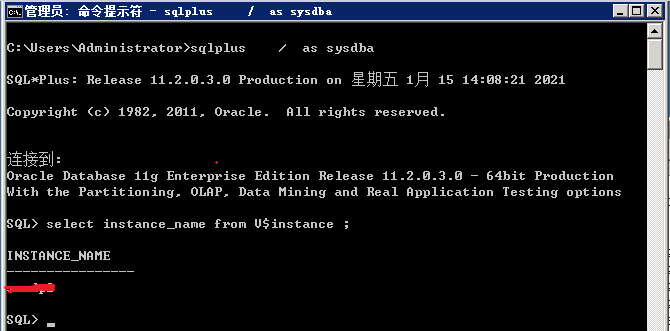 管理员: 命令提示符 - sqlplus    /  as sysdba
C:\Users\Administrator>sqlplus    /  as sysdba
SQL*Plus: Release 11.2.0.3.0 Production on 星期五 1月 15 14:08:21 2021
Copyright (c) 1982, 2011, Oracle.  All rights reserved.
连接到:
Oracle Database 11g Enterprise Edition Release 11.2.0.3.0 - 64bit Production
With the Partitioning, OLAP, Data Mining and Real Application Testing options
SQL> select instance_name from V$instance ;
INSTANCE_NAME
----------------
SQL>